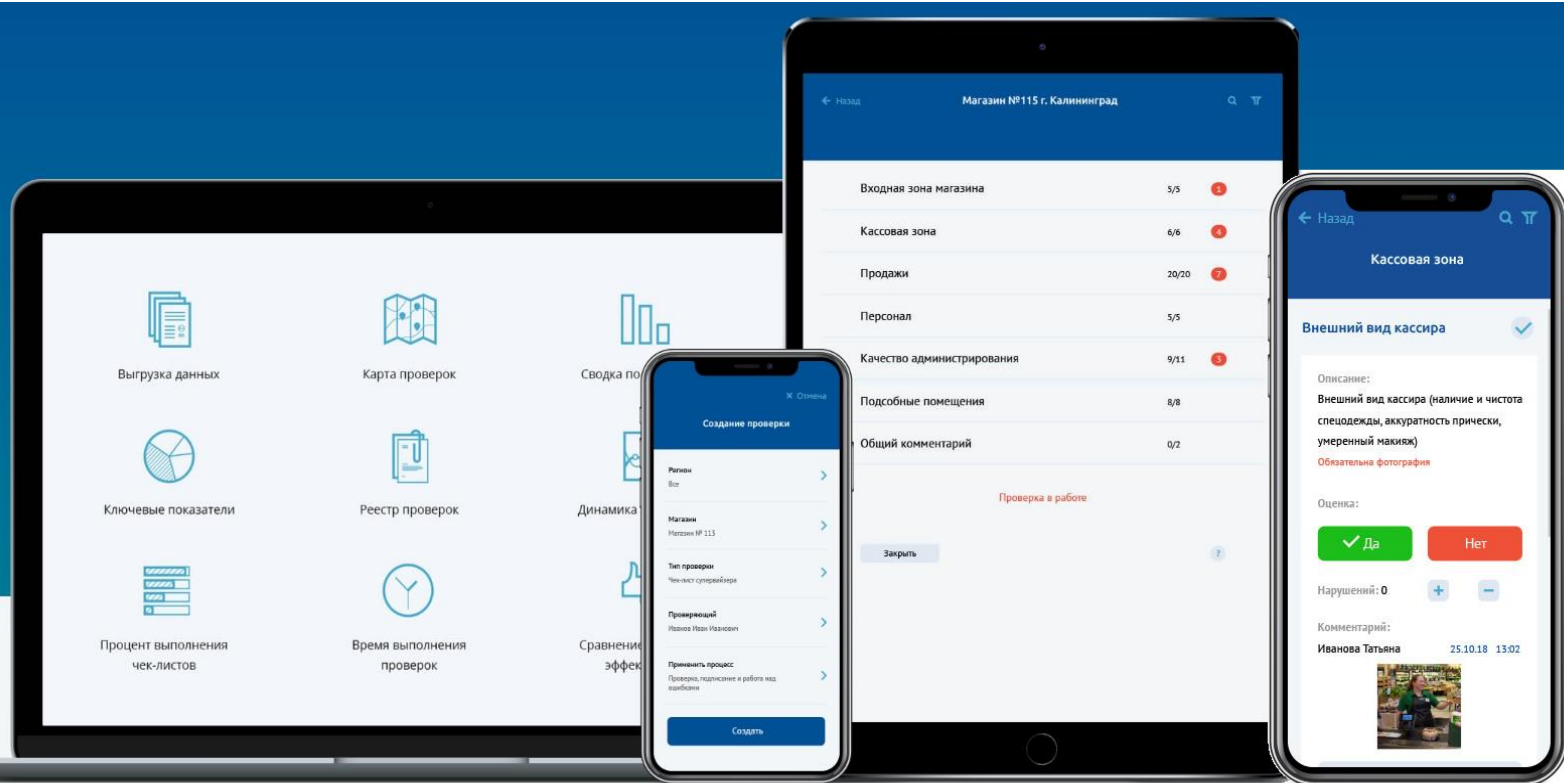 Выгрузка данных
Карта проверок
Сводка по
Ключевые показатели
Реестр проверок
Динамика
Процент выполнения
чек-листов
Время выполнения
проверок
Сравнение
эффек
Отмена
Создание проверки
Регион
Все
Магазин
Магазин № 113
Тип проверки
Чек-лист супервайзера
Проверяющий
Иванов Иван Иванович
Применить процесс
Проверка, подписание и работа над
ошибками
Создать
Назад Магазин №115 г. Калининград
Входная зона магазина 5/5 1
Кассовая зона 6/6 4
Продажи 20/20 7
Персонал 5/5
Качество администрирования 9/11 3
Подсобные помещения 8/8
Общий комментарий 0/2
Проверка в работе
Закрыть ?
Назад
Кассовая зона
Внешний вид кассира
Описание:
Внешний вид кассира (наличие и чистота
спецодежды, аккуратность прически,
умеренный макияж)
Обязательна фотография
Оценка:
Да Нет
Нарушений: 0 + −
Комментарий:
Иванова Татьяна 25.10.18 13:02